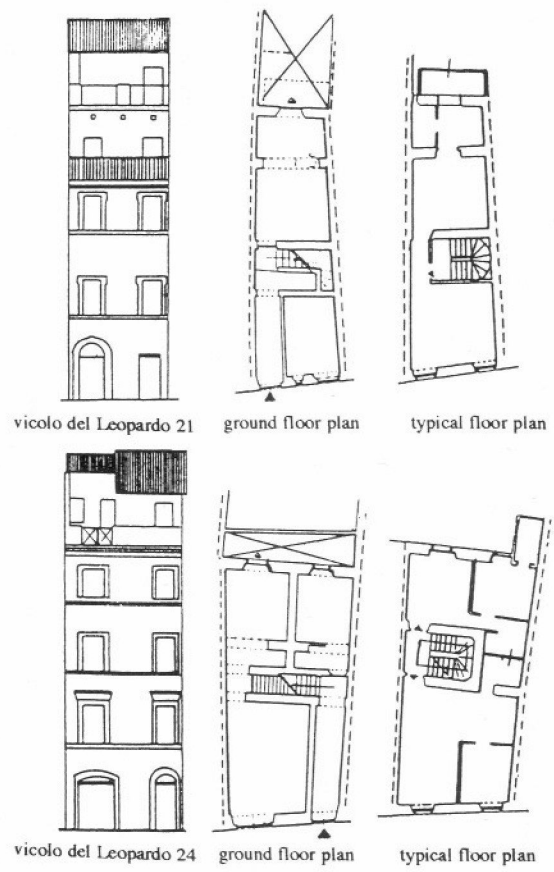 vicolo del Leopardo 21
ground floor plan
typical floor plan
vicolo del Leopardo 24
ground floor plan
typical floor plan